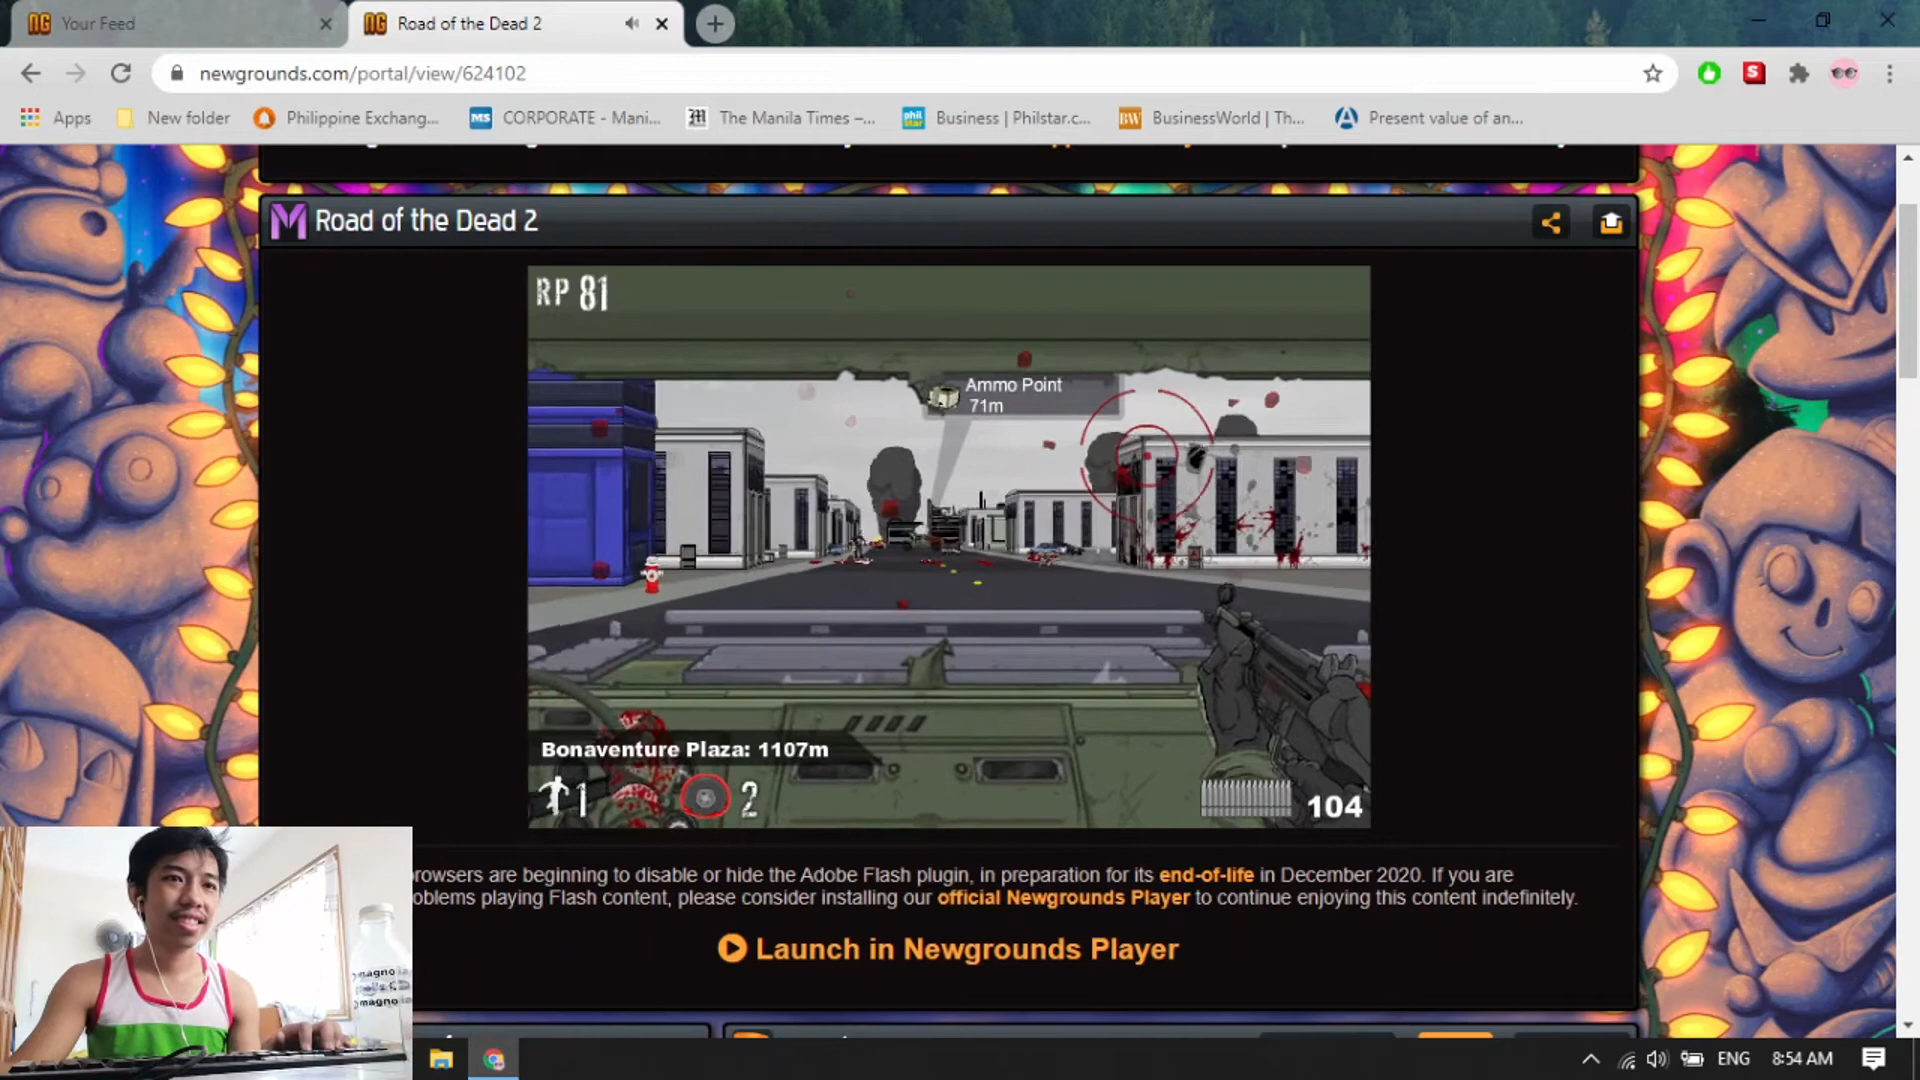 Your Feed
Road of the Dead 2
newgrounds.com/portal/view/624102
Apps
New folder
Philippine Exchang...
CORPORATE - Mani...
The Manila Times –...
Business | Philstar.c...
BusinessWorld | Th...
Present value of an...
Road of the Dead 2
RP 81
Ammo Point
71m
Bonaventure Plaza: 1107m
1
2
104
rowsers are beginning to disable or hide the Adobe Flash plugin, in preparation for its end-of-life in December 2020. If you are
oblems playing Flash content, please consider installing our official Newgrounds Player to continue enjoying this content indefinitely.
Launch in Newgrounds Player
magnolia
magno
ENG
8:54 AM